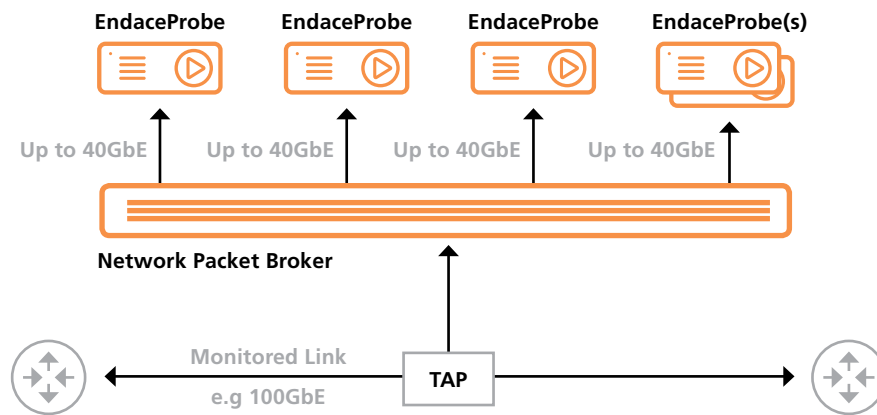 EndaceProbe
EndaceProbe
EndaceProbe
EndaceProbe(s)
Up to 40GbE
Up to 40GbE
Up to 40GbE
Up to 40GbE
Network Packet Broker
Monitored Link
e.g 100GbE
TAP